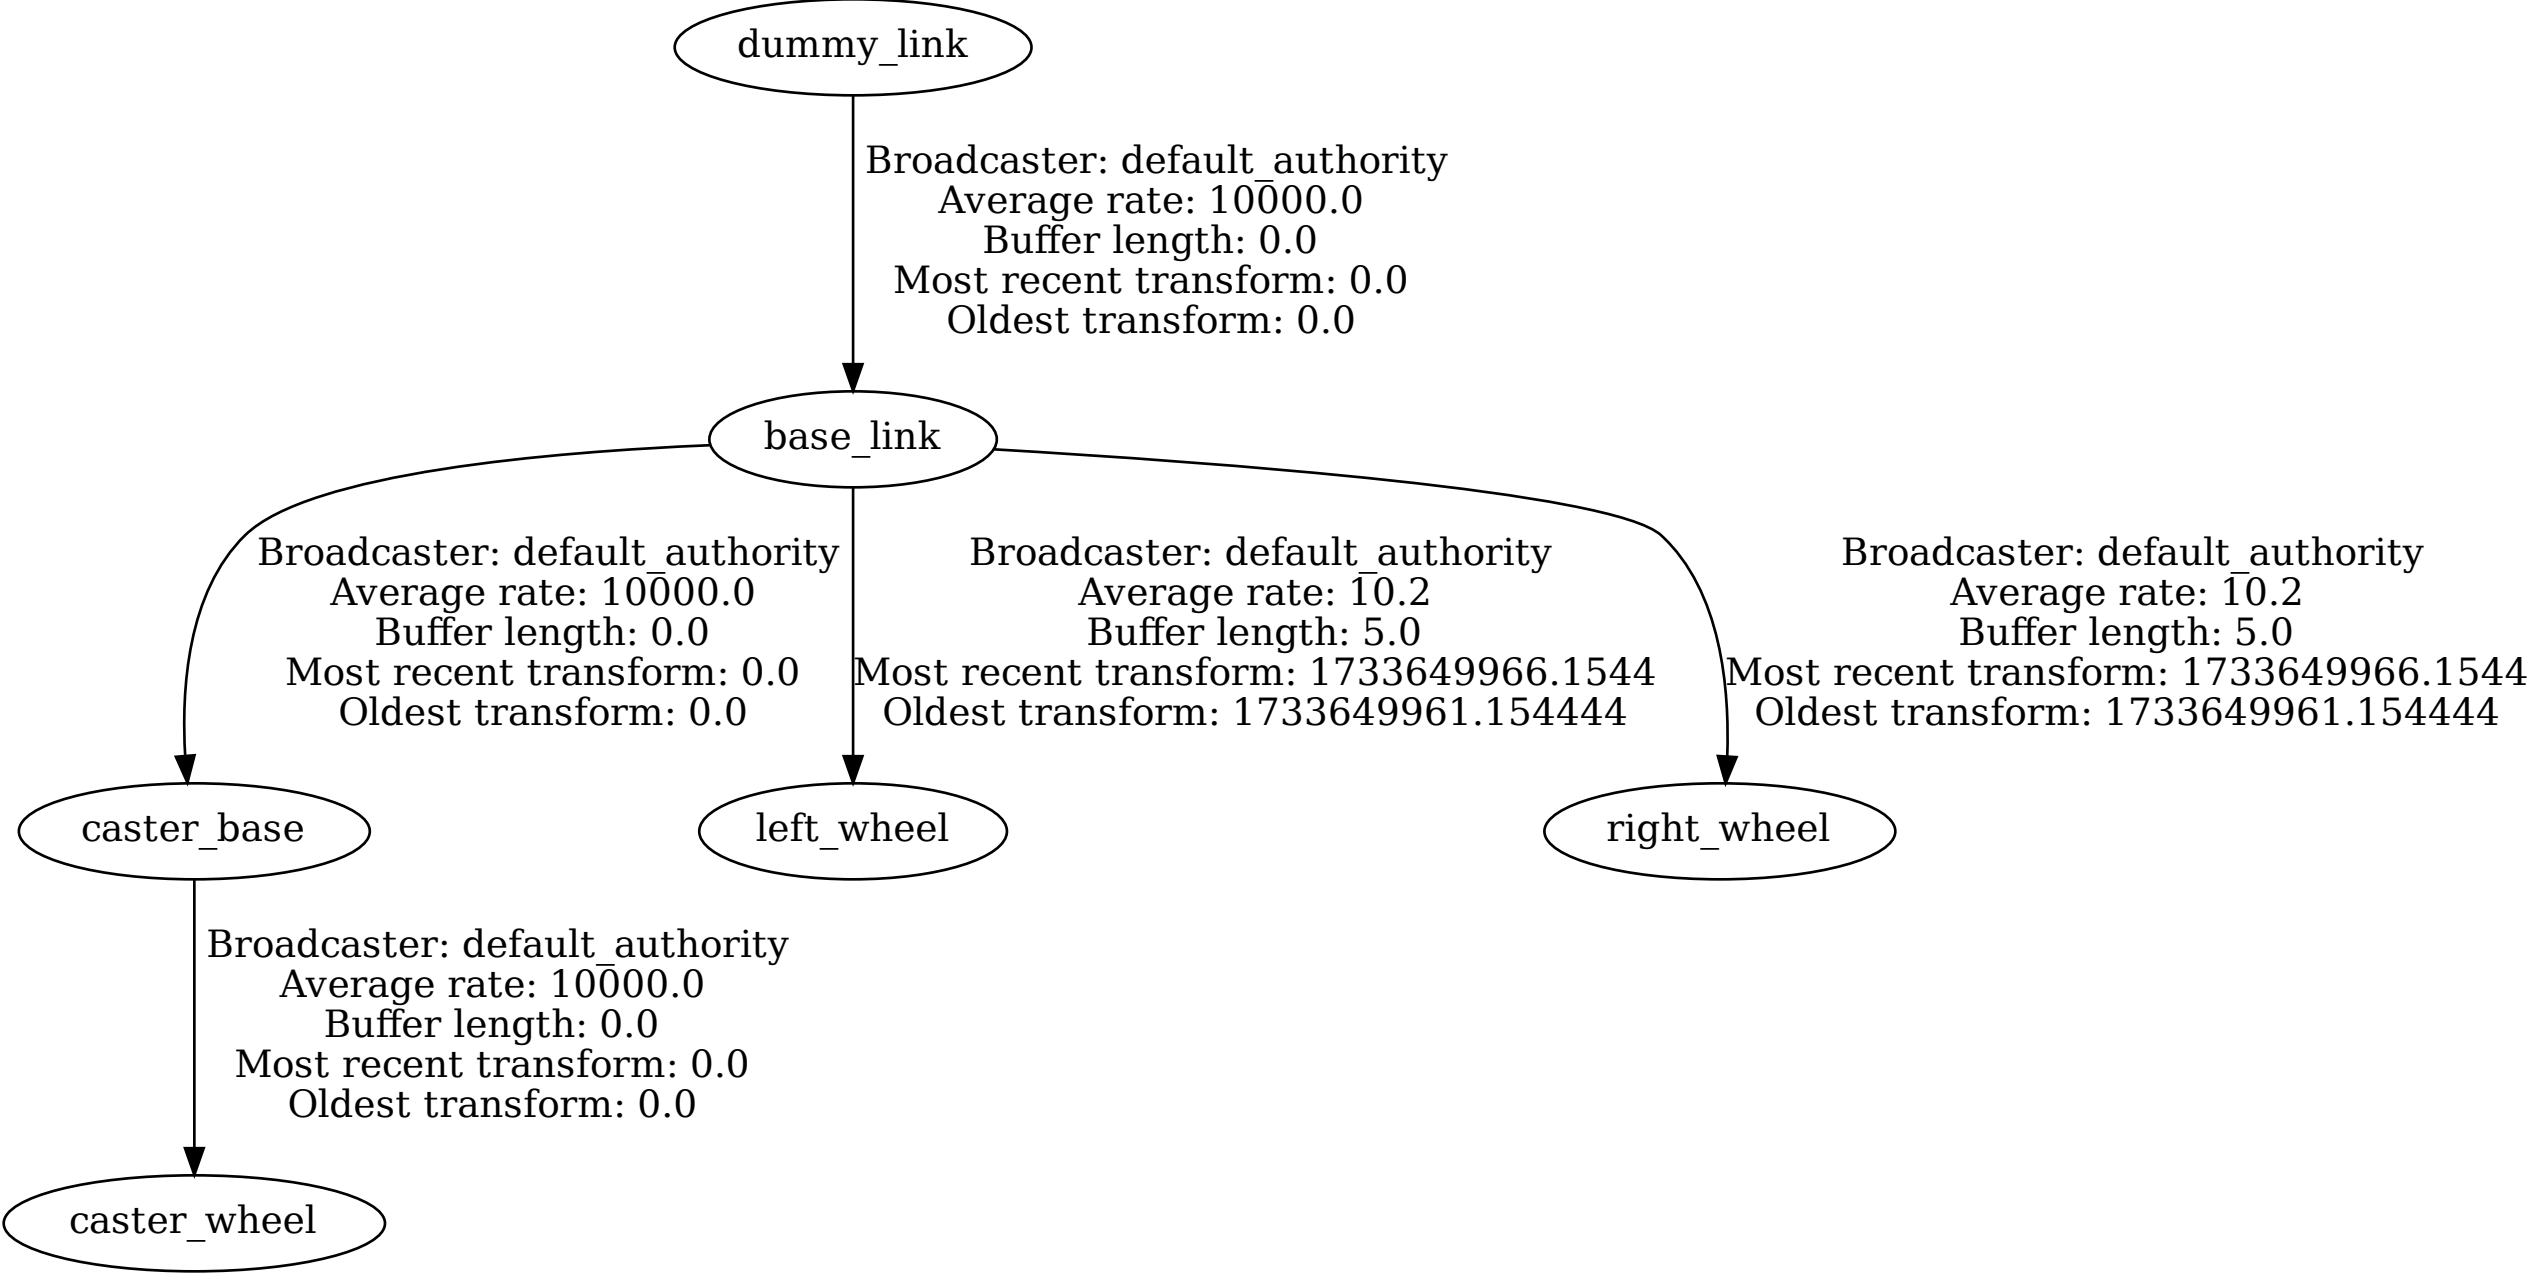 dummy_link
Broadcaster: default_authority
Average rate: 10000.0
Buffer length: 0.0
Most recent transform: 0.0
Oldest transform: 0.0
base_link
Broadcaster: default_authority
Average rate: 10000.0
Buffer length: 0.0
Most recent transform: 0.0
Oldest transform: 0.0
Broadcaster: default_authority
Average rate: 10.2
Buffer length: 5.0
Most recent transform: 1733649966.1544
Oldest transform: 1733649961.154444
Broadcaster: default_authority
Average rate: 10.2
Buffer length: 5.0
Most recent transform: 1733649966.1544
Oldest transform: 1733649961.154444
caster_base
left_wheel
right_wheel
Broadcaster: default_authority
Average rate: 10000.0
Buffer length: 0.0
Most recent transform: 0.0
Oldest transform: 0.0
caster_wheel